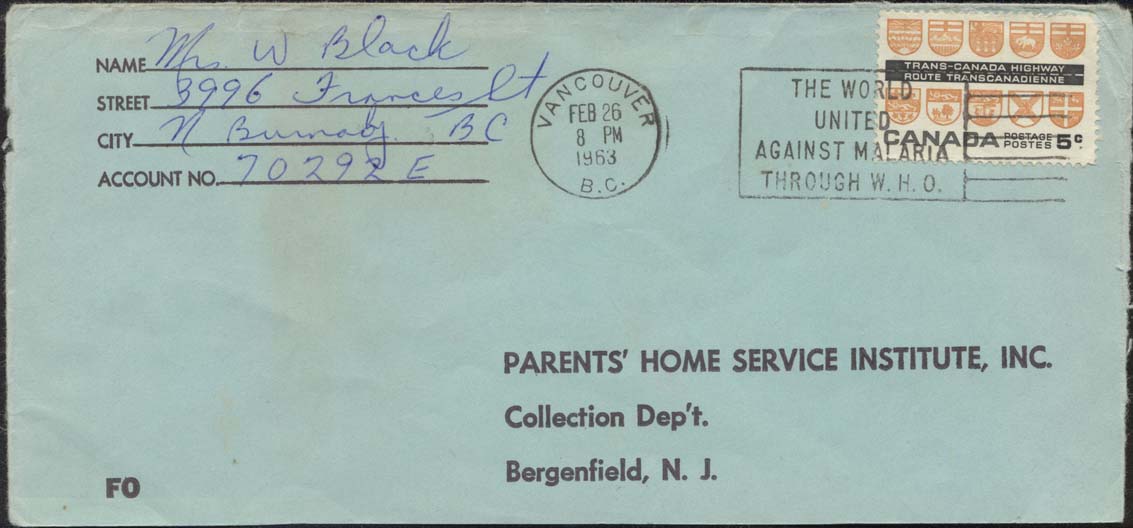 NAME Mrs. W Black
STREET 3996 Frances St
CITY N Burnaby. BC
ACCOUNT NO. 70292 E
VANCOUVER
FEB 26
8 PM
1963
B.C.
THE WORLD
UNITED
AGAINST MALARIA
THROUGH W. H. O.
TRANS-CANADA HIGHWAY
ROUTE TRANSCANADIENNE
CANADA POSTAGE POSTES 5c
PARENTS' HOME SERVICE INSTITUTE, INC.
Collection Dep't.
Bergenfield, N. J.
FO